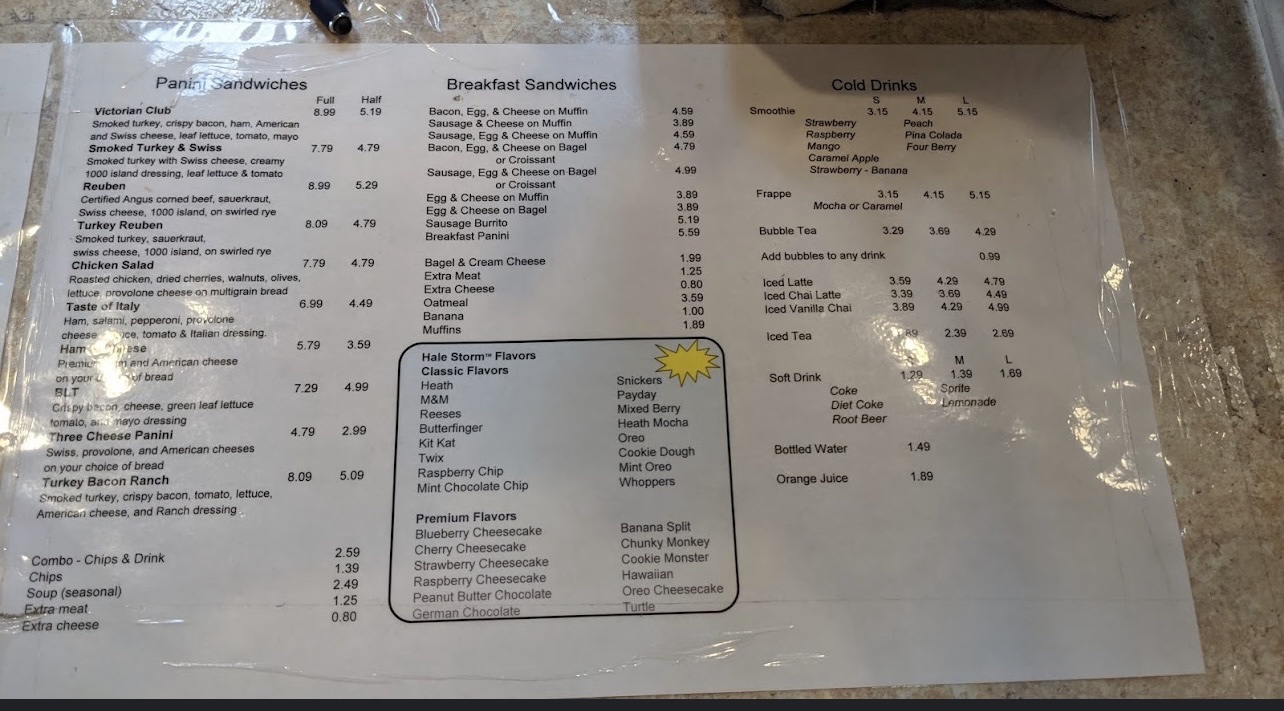 Panini Sandwiches
Full Half
Victorian Club 8.99 5.19
Smoked turkey, crispy bacon, ham, American
and Swiss cheese, leaf lettuce, tomato, mayo
Smoked Turkey & Swiss 7.79 4.79
Smoked turkey with Swiss cheese, creamy
1000 island dressing, leaf lettuce & tomato
Reuben 8.99 5.29
Certified Angus corned beef, sauerkraut,
Swiss cheese, 1000 island, on swirled rye
Turkey Reuben 8.09 4.79
Smoked turkey, sauerkraut,
swiss cheese, 1000 island, on swirled rye
Chicken Salad 7.79 4.79
Roasted chicken, dried cherries, walnuts, olives,
lettuce, provolone cheese on multigrain bread
Taste of Italy 6.99 4.49
Ham, salami, pepperoni, provolone
cheese, tomato & Italian dressing.
Ham 5.79 3.59
and American cheese
on your of bread
BLT 7.29 4.99
Crispy bacon, cheese, green leaf lettuce
tomato, and mayo dressing
Three Cheese Panini 4.79 2.99
Swiss, provolone, and American cheeses
on your choice of bread
Turkey Bacon Ranch 8.09 5.09
Smoked turkey, crispy bacon, tomato, lettuce,
American cheese, and Ranch dressing
Combo - Chips & Drink 2.59
Chips 1.39
Soup (seasonal) 2.49
Extra meat 1.25
Extra cheese 0.80
Breakfast Sandwiches
Bacon, Egg, & Cheese on Muffin 4.59
Sausage & Cheese on Muffin 3.89
Sausage, Egg & Cheese on Muffin 4.59
Bacon, Egg, & Cheese on Bagel 4.79
or Croissant
Sausage, Egg & Cheese on Bagel 4.99
or Croissant
Egg & Cheese on Muffin 3.89
Egg & Cheese on Bagel 3.89
Sausage Burrito 5.19
Breakfast Panini 5.59
Bagel & Cream Cheese 1.99
Extra Meat 1.25
Extra Cheese 0.80
Oatmeal 3.59
Banana 1.00
Muffins 1.89
Hale Storm™ Flavors
Classic Flavors
Heath
M&M
Reeses
Butterfinger
Kit Kat
Twix
Raspberry Chip
Mint Chocolate Chip
Snickers
Payday
Mixed Berry
Heath Mocha
Oreo
Cookie Dough
Mint Oreo
Whoppers
Premium Flavors
Blueberry Cheesecake
Cherry Cheesecake
Strawberry Cheesecake
Raspberry Cheesecake
Peanut Butter Chocolate
German Chocolate
Banana Split
Chunky Monkey
Cookie Monster
Hawaiian
Oreo Cheesecake
Turtle
Cold Drinks
S M L
Smoothie 3.15 4.15 5.15
Strawberry Peach
Raspberry Pina Colada
Mango Four Berry
Caramel Apple
Strawberry - Banana
Frappe 3.15 4.15 5.15
Mocha or Caramel
Bubble Tea 3.29 3.69 4.29
Add bubbles to any drink 0.99
Iced Latte 3.59 4.29 4.79
Iced Chai Latte 3.39 3.69 4.49
Iced Vanilla Chai 3.89 4.29 4.99
Iced Tea 2.39 2.69
M L
Soft Drink 1.29 1.39 1.69
Coke Sprite
Diet Coke Lemonade
Root Beer
Bottled Water 1.49
Orange Juice 1.89